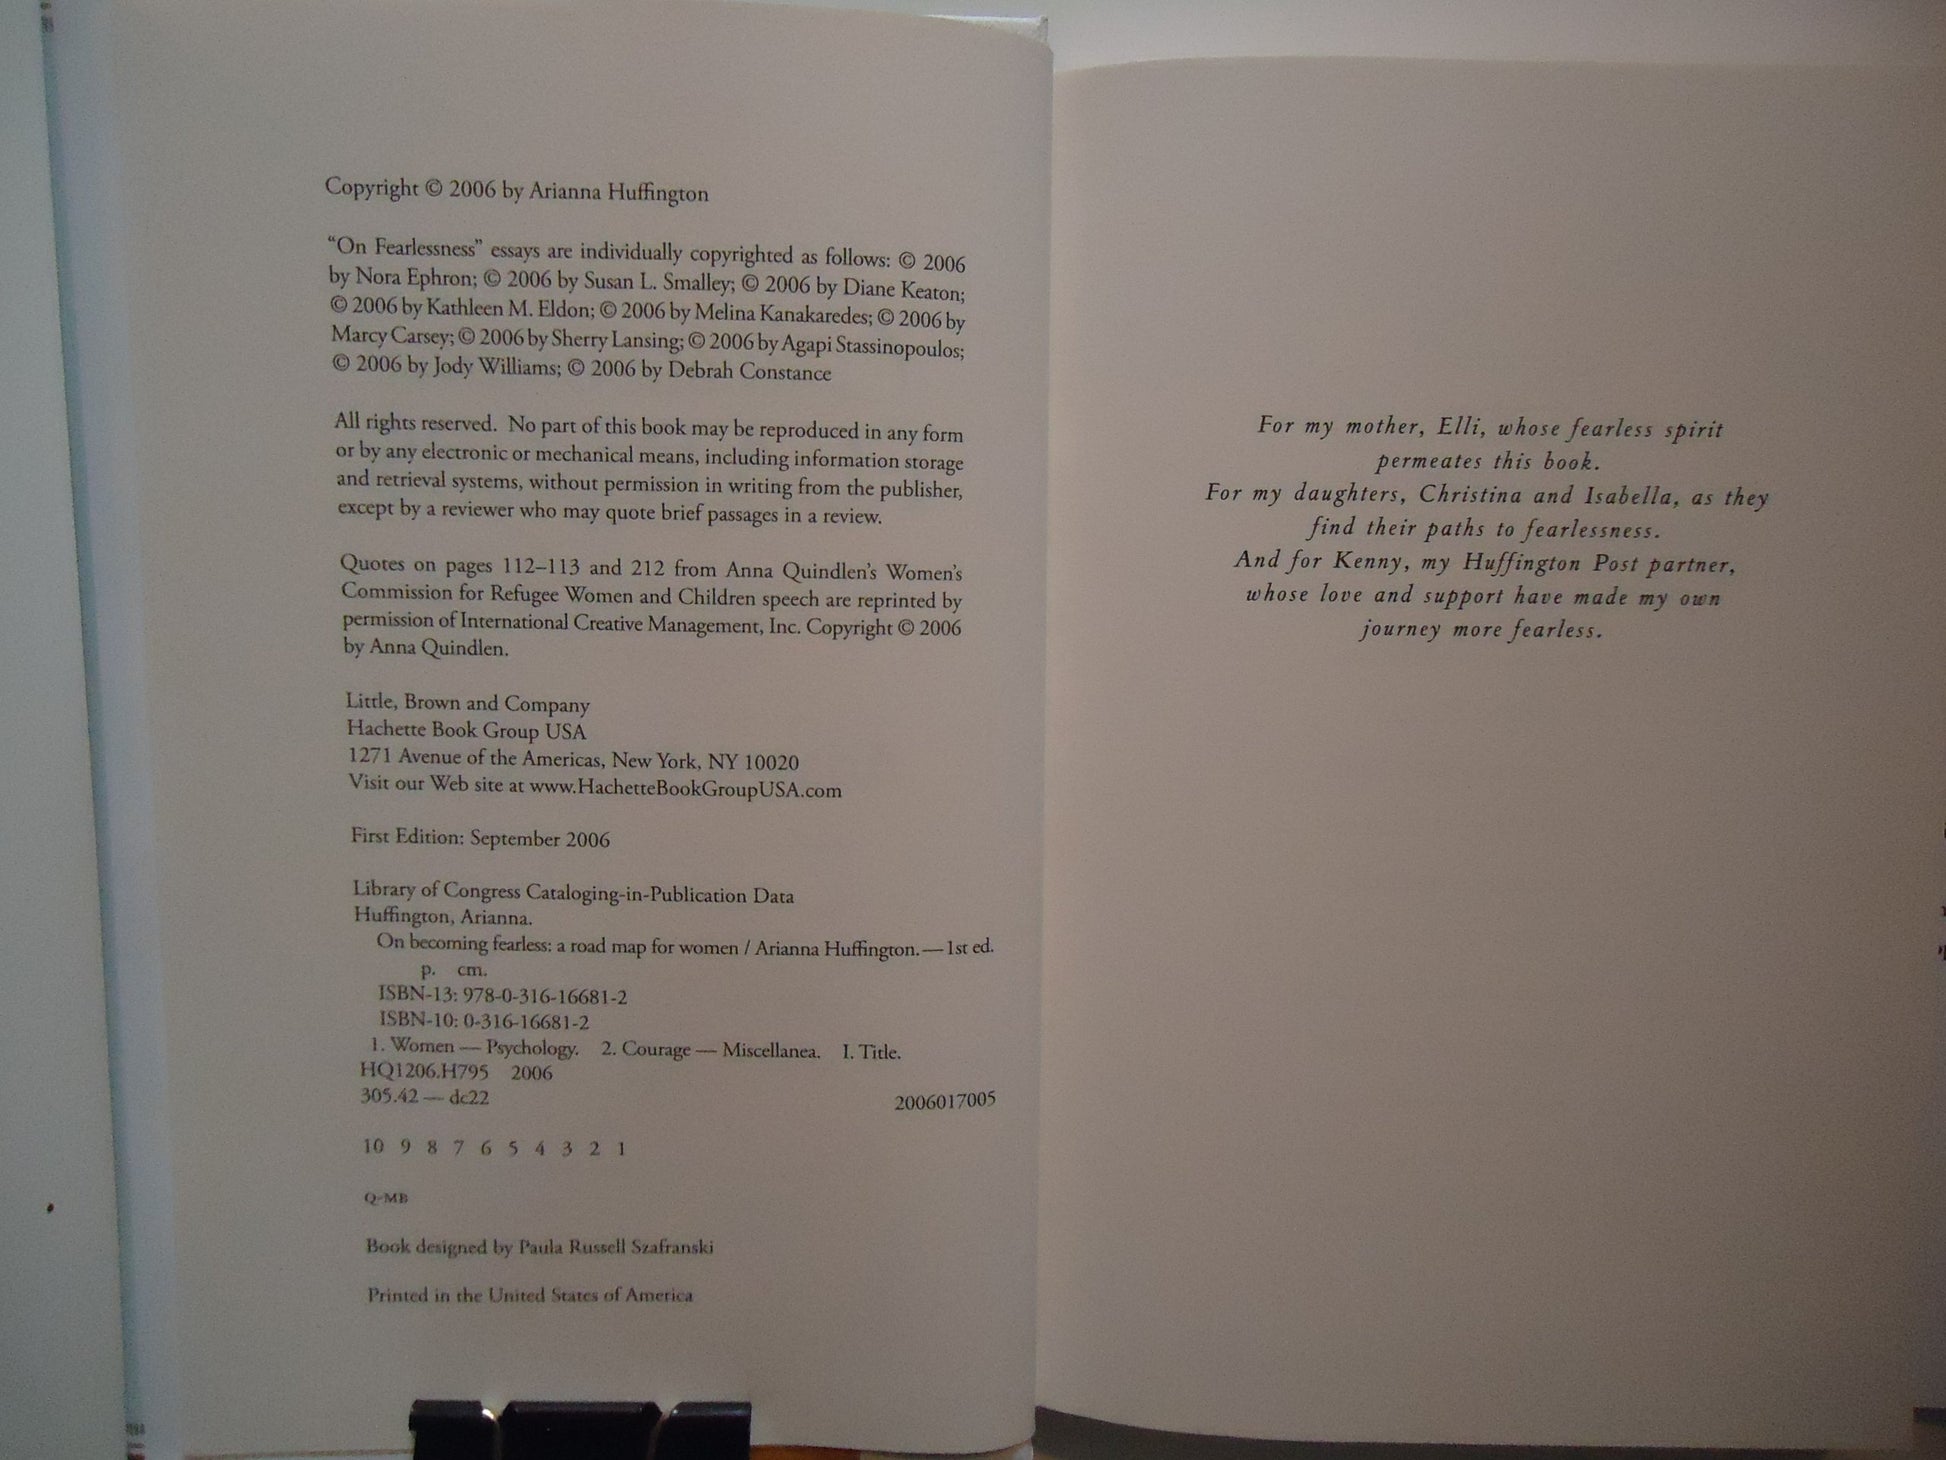 Copyright © 2006 by Arianna Huffington
“On Fearlessness” essays are individually copyrighted as follows: © 2006
by Nora Ephron; © 2006 by Susan L. Smalley; © 2006 by Diane Keaton;
© 2006 by Kathleen M. Eldon; © 2006 by Melina Kanakaredes; © 2006 by
Marcy Carsey; © 2006 by Sherry Lansing; © 2006 by Agapi Stassinopoulos;
© 2006 by Jody Williams; © 2006 by Debrah Constance
All rights reserved. No part of this book may be reproduced in any form
or by any electronic or mechanical means, including information storage
and retrieval systems, without permission in writing from the publisher,
except by a reviewer who may quote brief passages in a review.
Quotes on pages 112–113 and 212 from Anna Quindlen’s Women’s
Commission for Refugee Women and Children speech are reprinted by
permission of International Creative Management, Inc. Copyright © 2006
by Anna Quindlen.
Little, Brown and Company
Hachette Book Group USA
1271 Avenue of the Americas, New York, NY 10020
Visit our Web site at www.HachetteBookGroupUSA.com
First Edition: September 2006
Library of Congress Cataloging-in-Publication Data
Huffington, Arianna.
On becoming fearless: a road map for women / Arianna Huffington. — 1st ed.
p. cm.
ISBN-13: 978-0-316-16681-2
ISBN-10: 0-316-16681-2
1. Women — Psychology. 2. Courage — Miscellanea. I. Title.
HQ1206.H795 2006
305.42 — dc22 2006017005
10 9 8 7 6 5 4 3 2 1
Q-MB
Book designed by Paula Russell Szafranski
Printed in the United States of America
For my mother, Elli, whose fearless spirit
permeates this book.
For my daughters, Christina and Isabella, as they
find their paths to fearlessness.
And for Kenny, my Huffington Post partner,
whose love and support have made my own
journey more fearless.